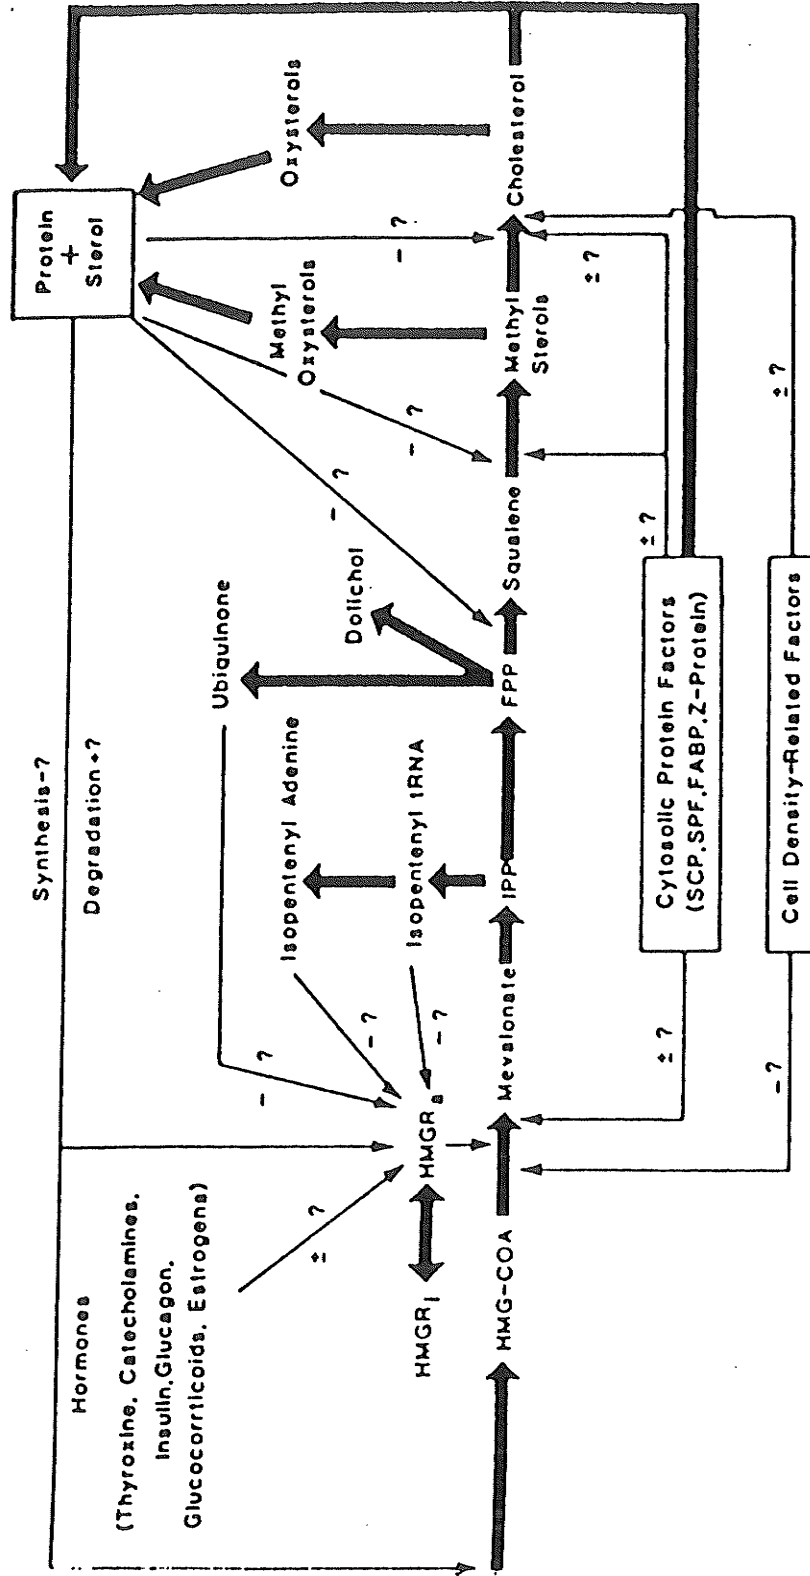 Synthesis-?
Degradation+?
Hormones
(Thyroxine, Catecholamines,
Insulin,Glucagon,
Glucocorrticoids, Estrogens)
± ?
- ?
Ubiquinone
Isopentenyl Adenine
- ?
Isopentenyl tRNA
- ?
Dolichol
- ?
- ?
Protein
+
Sterol
Methyl
Oxysterols
Oxysterols
- ?
HMGRI
HMGRa
HMG-COA
Mevalonate
IPP
FPP
Squalene
Methyl
Sterols
Cholesterol
± ?
± ?
± ?
Cytosolic Protein Factors
(SCP,SPF,FABP,Z-Protein)
- ?
Cell Density-Related Factors
± ?